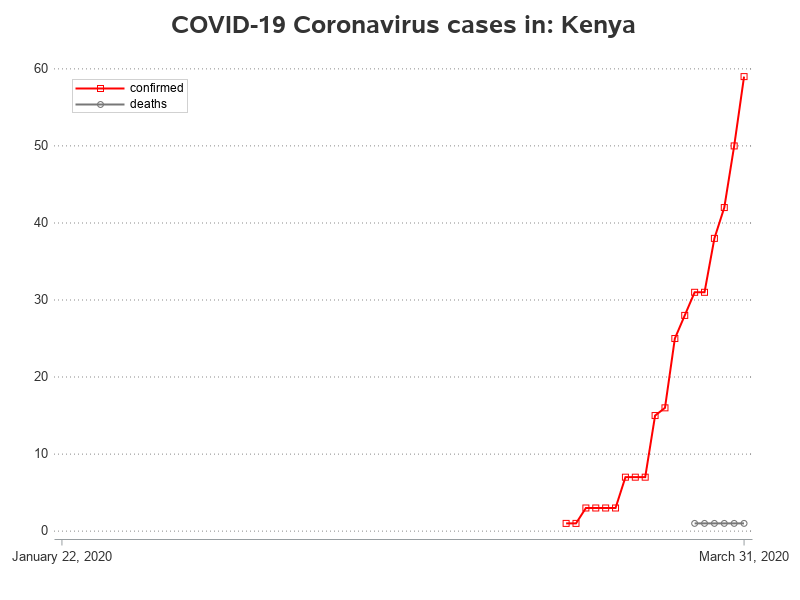 COVID-19 Coronavirus cases in: Kenya
confirmed
deaths
60
50
40
30
20
10
0
January 22, 2020
March 31, 2020